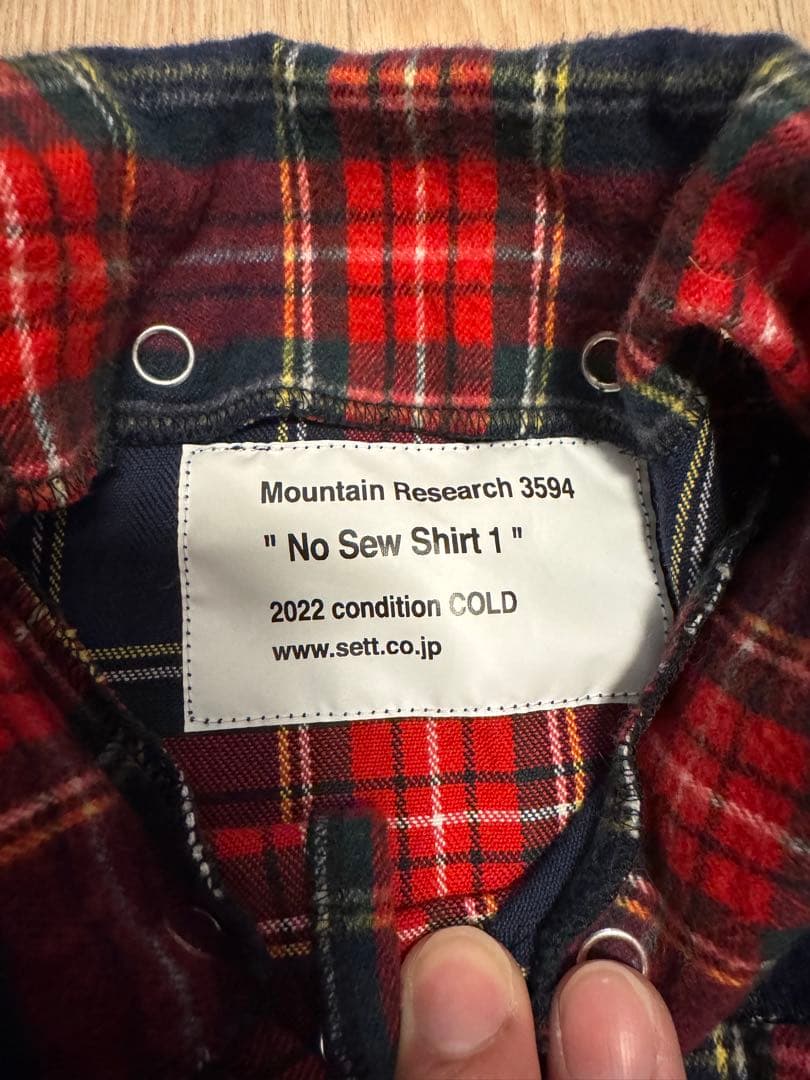 Mountain Research 3594
" No Sew Shirt 1 "
2022 condition COLD
www.sett.co.jp